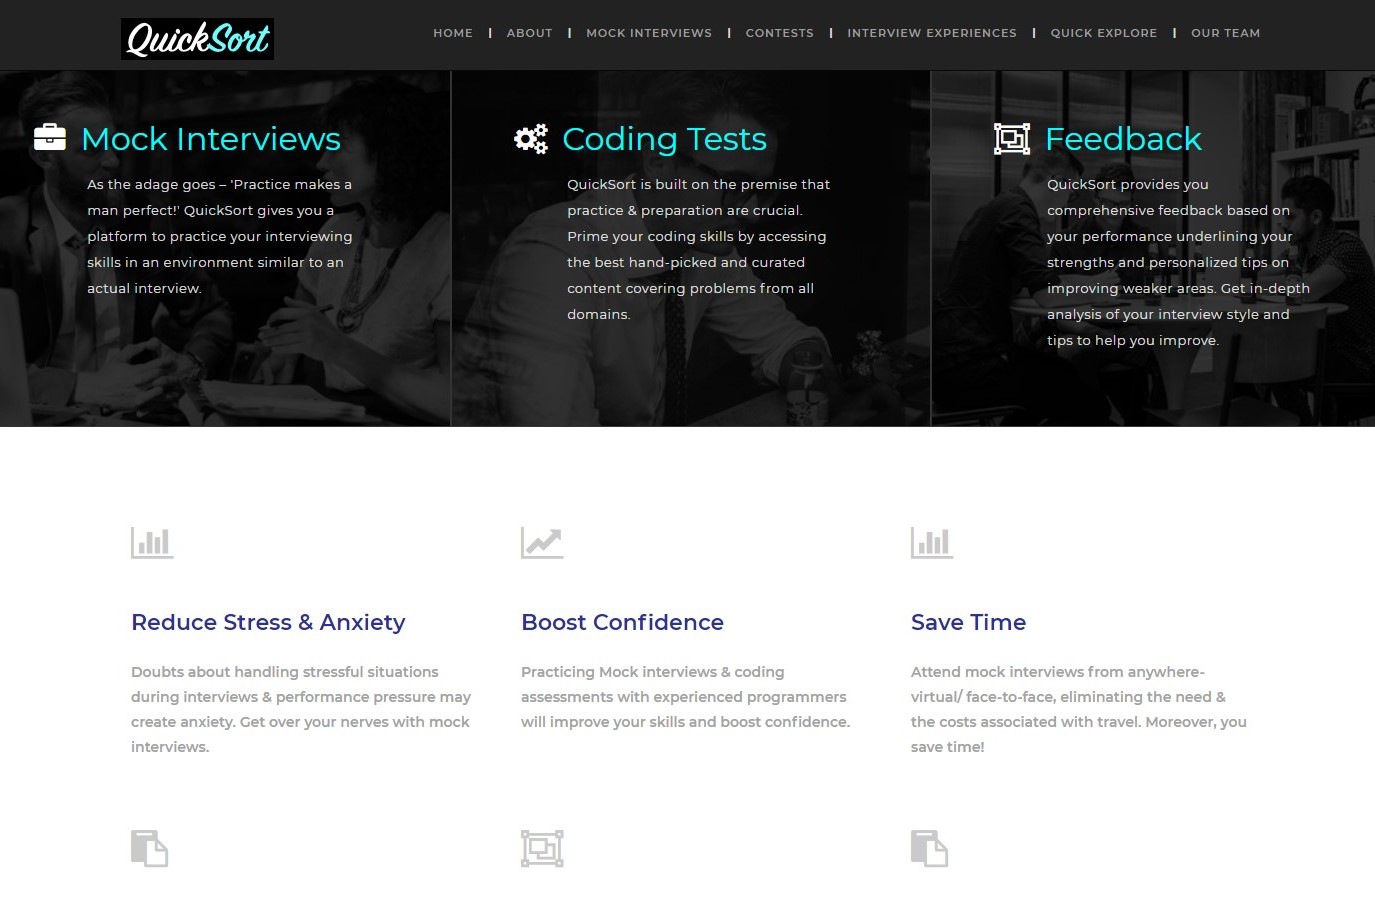 QuickSort
HOME | ABOUT | MOCK INTERVIEWS | CONTESTS | INTERVIEW EXPERIENCES | QUICK EXPLORE | OUR TEAM
Mock Interviews
As the adage goes – 'Practice makes a
man perfect!' QuickSort gives you a
platform to practice your interviewing
skills in an environment similar to an
actual interview.
Coding Tests
QuickSort is built on the premise that
practice & preparation are crucial.
Prime your coding skills by accessing
the best hand-picked and curated
content covering problems from all
domains.
Feedback
QuickSort provides you
comprehensive feedback based on
your performance underlining your
strengths and personalized tips on
improving weaker areas. Get in-depth
analysis of your interview style and
tips to help you improve.
Reduce Stress & Anxiety
Doubts about handling stressful situations
during interviews & performance pressure may
create anxiety. Get over your nerves with mock
interviews.
Boost Confidence
Practicing Mock interviews & coding
assessments with experienced programmers
will improve your skills and boost confidence.
Save Time
Attend mock interviews from anywhere-
virtual/ face-to-face, eliminating the need &
the costs associated with travel. Moreover, you
save time!